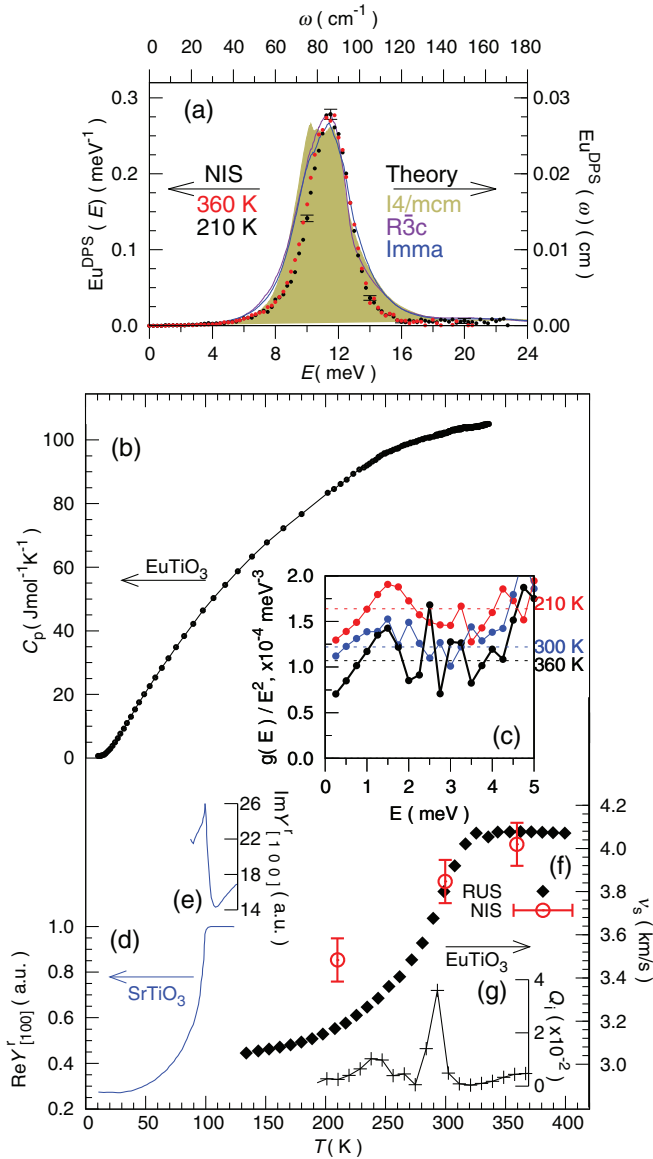 ω( cm⁻¹)
0 20 40 60 80 100 120 140 160 180
(a)
0.3
0.2
0.1
0.0
Eu^DPS (E) ( meV⁻¹)
NIS
360 K
210 K
Theory
I4/mcm
R3̄c
Imma
0.03
0.02
0.01
0.00
Eu^DPS (ω) (cm)
0 4 8 12 16 20 24
E( meV)
(b)
100
80
60
40
20
0
C_p( Jmol⁻¹K⁻¹)
EuTiO₃
2.0
1.5
1.0
0.5
0
g( E ) / E², x10⁻⁴ meV⁻³
210 K
300 K
360 K
(c)
0 1 2 3 4 5
E ( meV)
26
22
18
14
ImY^r_[100] (a.u.)
(e)
(d)
1.0
0.8
0.6
0.4
0.2
ReY^r_[100] (a.u.)
SrTiO₃
4.2
4.0
3.8
3.6
3.4
3.2
3.0
ν_s (km/s)
(f)
RUS
NIS
EuTiO₃
(g)
4
2
0
Q_i (x10⁻²)
0 50 100 150 200 250 300 350 400
T(K)